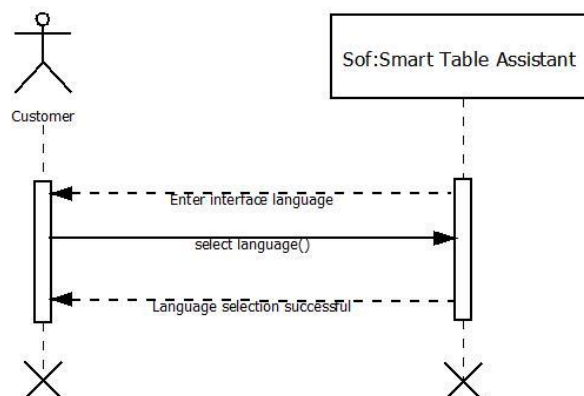 Sof:Smart Table Assistant
Customer
Enter interface language
select language()
Language selection successful